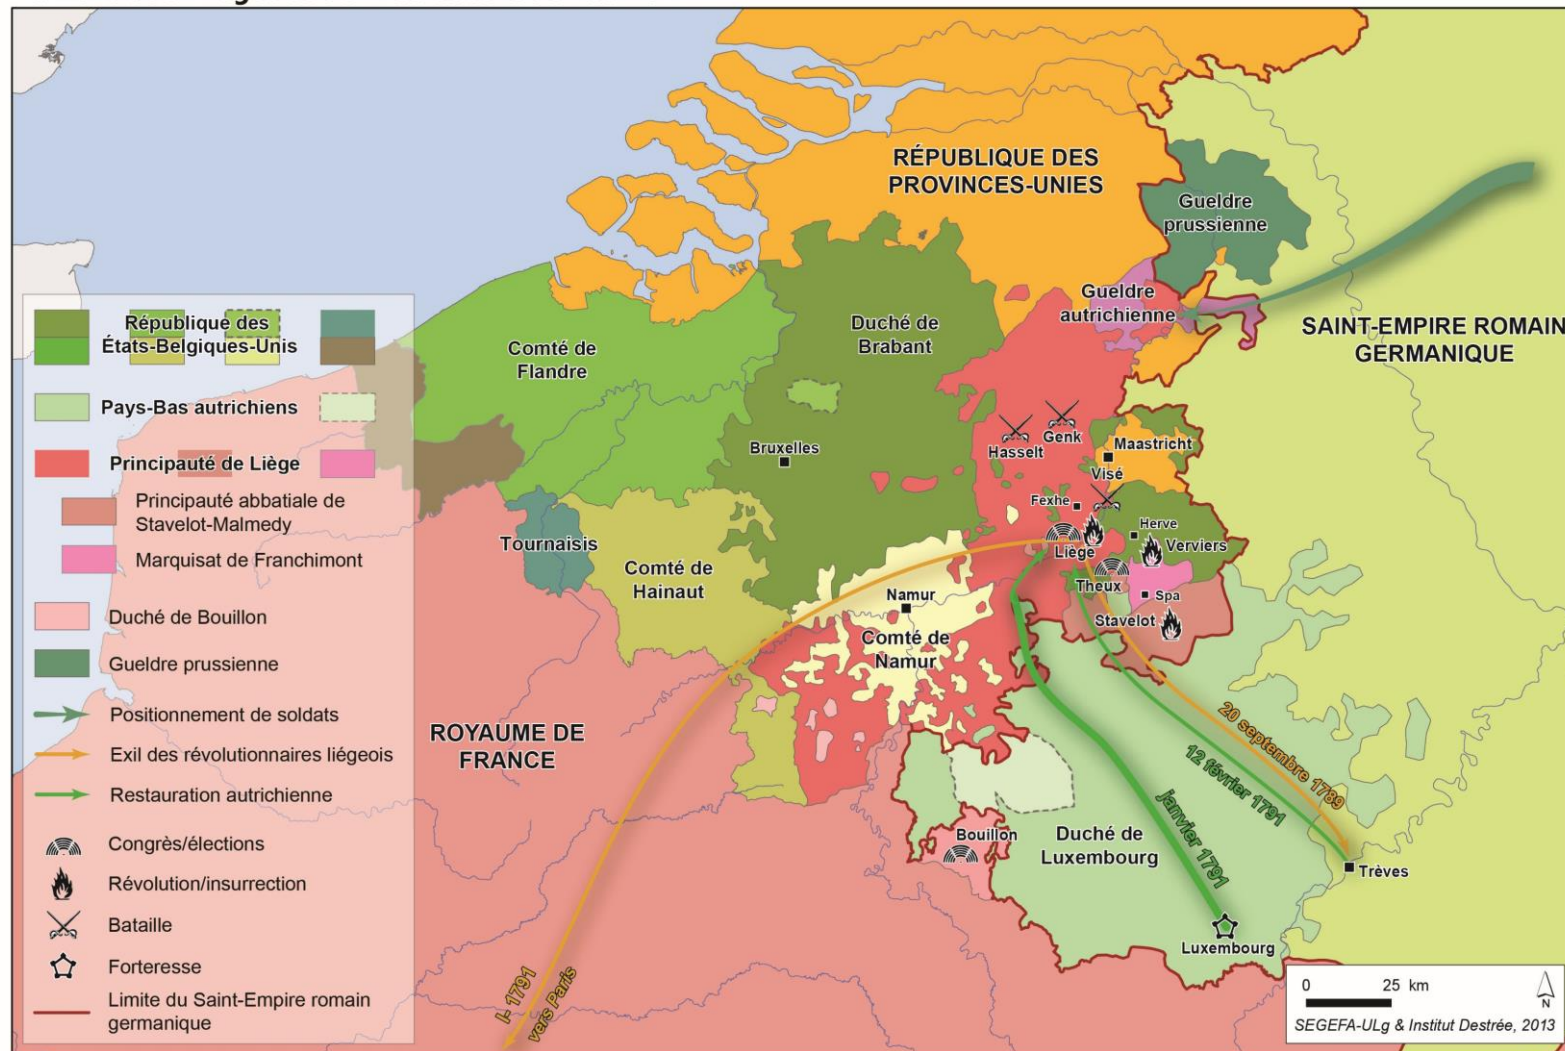 RÉPUBLIQUE DES
PROVINCES-UNIES
Gueldre
prussienne
Gueldre
autrichienne
SAINT-EMPIRE ROMAIN
GERMANIQUE
Duché de
Brabant
Comté de
Flandre
Bruxelles
Hasselt
Genk
Maastricht
Visé
Fexhe
Herve
Liège
Verviers
Theux
Spa
Stavelot
Tournaisis
Comté de
Hainaut
Namur
Comté de
Namur
ROYAUME DE
FRANCE
Bouillon
Duché de
Luxembourg
Luxembourg
Trèves
20 septembre 1789
12 février 1791
janvier 1791
I- 1791
vers Paris
République des
États-Belgiques-Unis
Pays-Bas autrichiens
Principauté de Liège
Principauté abbatiale de
Stavelot-Malmedy
Marquisat de Franchimont
Duché de Bouillon
Gueldre prussienne
Positionnement de soldats
Exil des révolutionnaires liégeois
Restauration autrichienne
Congrès/élections
Révolution/insurrection
Bataille
Forteresse
Limite du Saint-Empire romain
germanique
0 25 km
N
SEGEFA-ULg & Institut Destrée, 2013